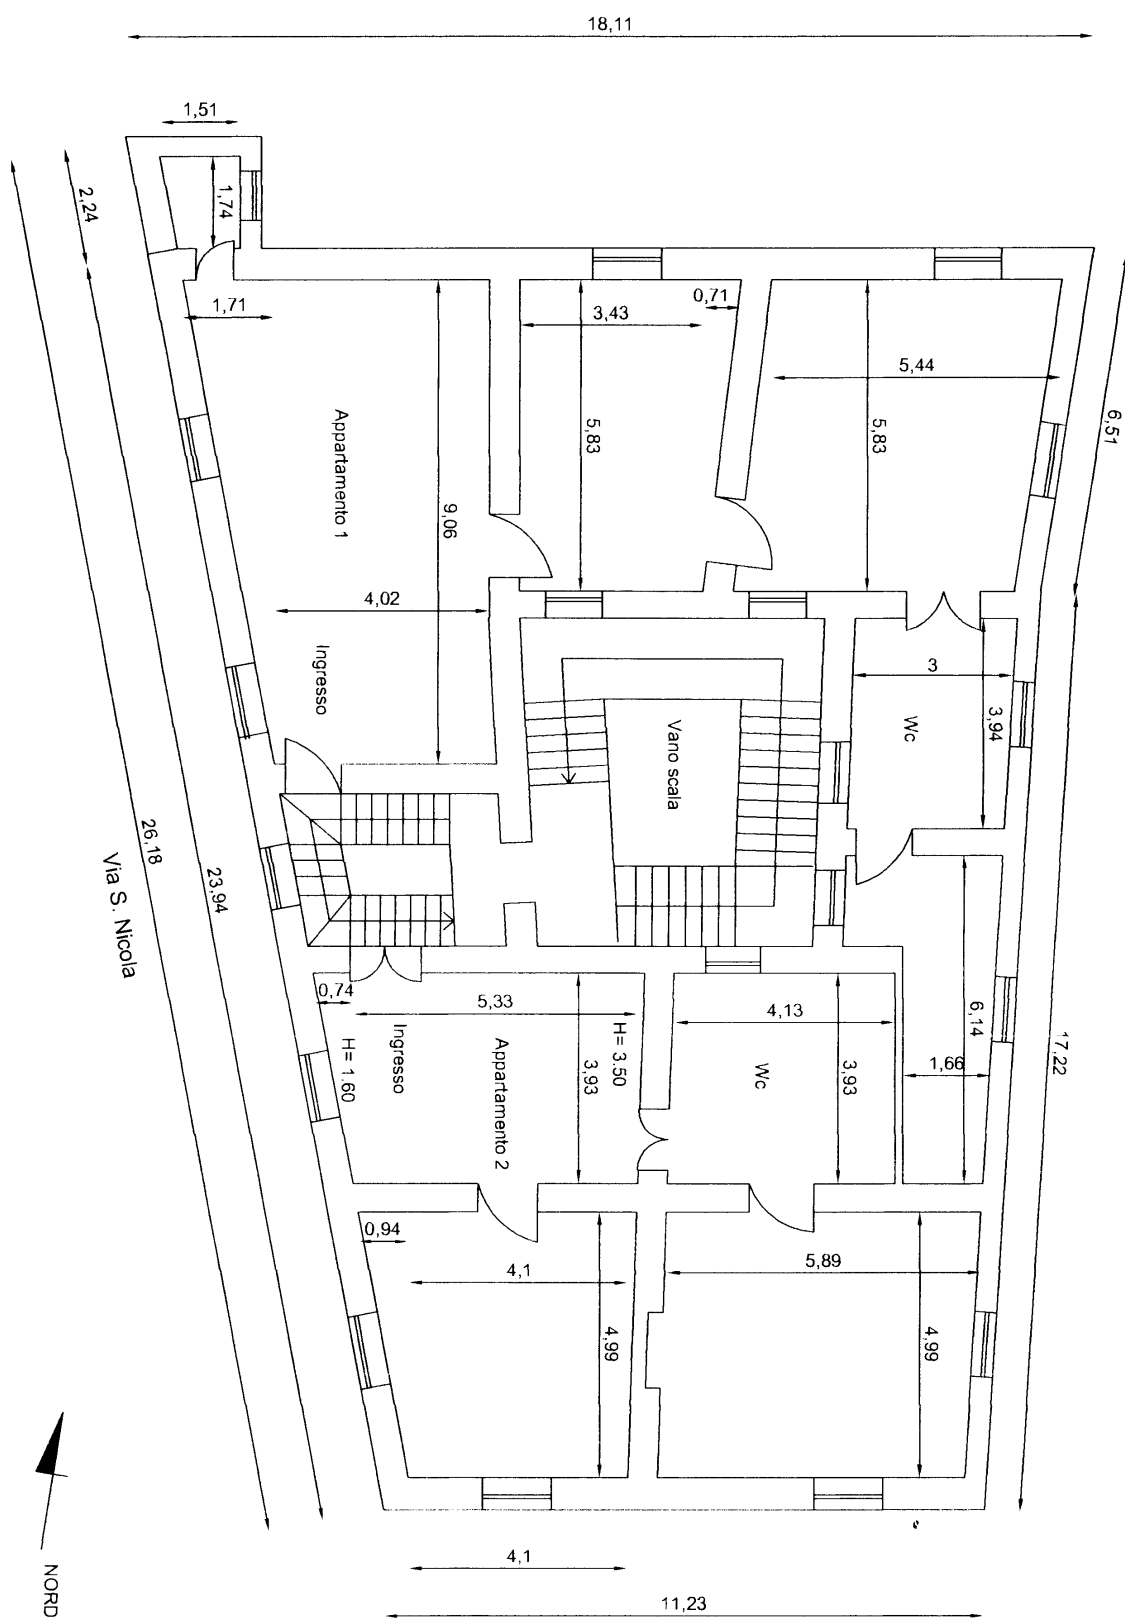 18,11
1,51
2,24
1,74
1,71
3,43
0,71
5,44
6,51
Appartamento 1
5,83
5,83
9,06
4,02
Ingresso
3
3,94
Wc
Vano scala
26,18
23,94
Via S. Nicola
17,22
6,14
1,66
0,74
5,33
H= 3.50
4,13
H= 1.60
Ingresso
Appartamento 2
3,93
Wc
3,93
0,94
4,1
5,89
4,99
4,99
4,1
11,23
NORD